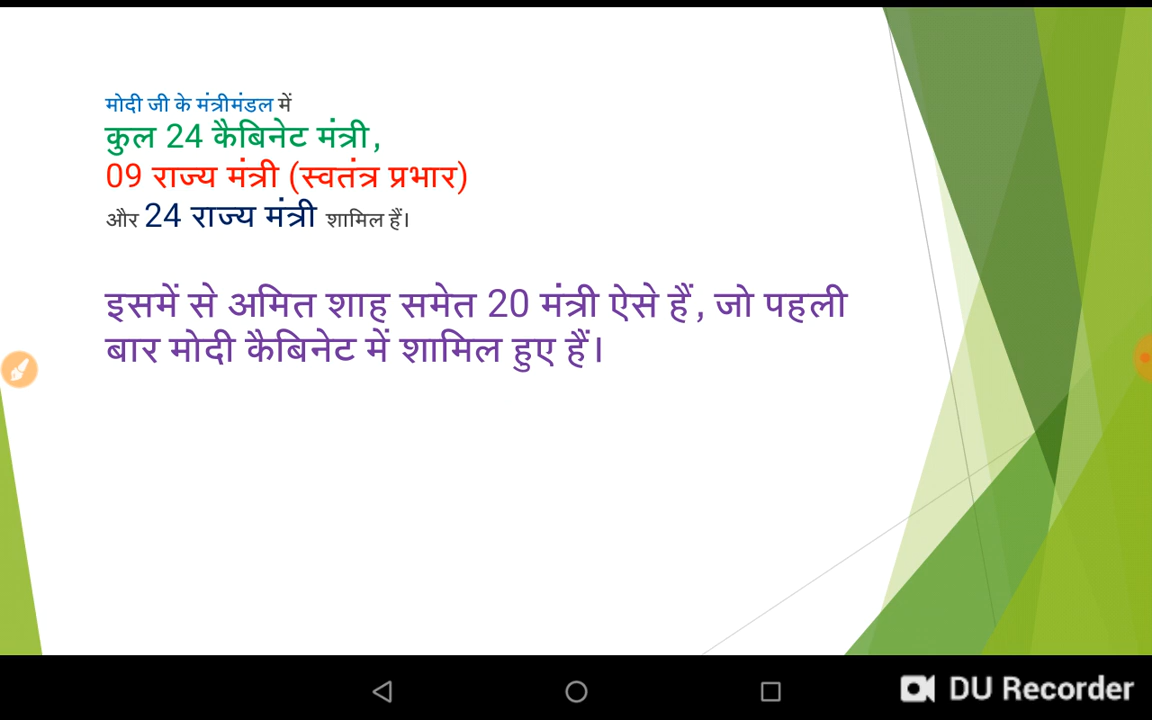 मोदी जी के मंत्रीमंडल में
कुल 24 कैबिनेट मंत्री,
09 राज्य मंत्री (स्वतंत्र प्रभार)
और 24 राज्य मंत्री शामिल हैं।
इसमें से अमित शाह समेत 20 मंत्री ऐसे हैं, जो पहली
बार मोदी कैबिनेट में शामिल हुए हैं।
DU Recorder